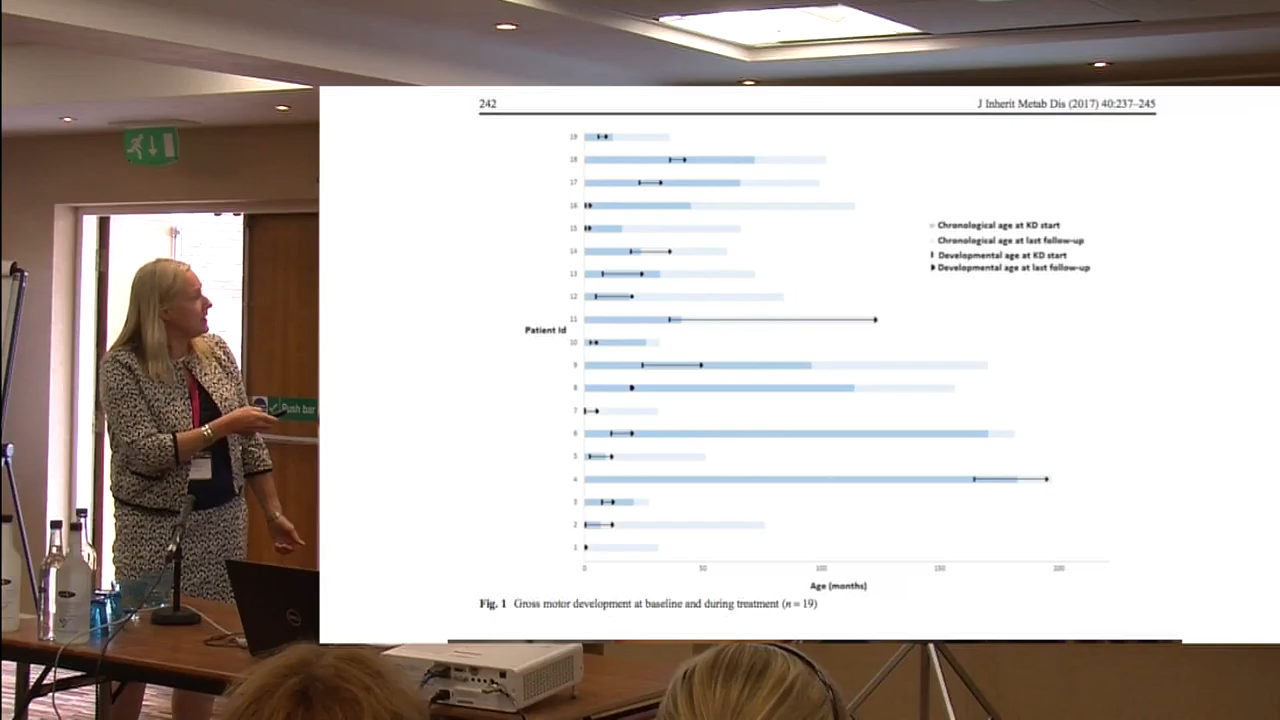 242
J Inherit Metab Dis (2017) 40:237–245
19
18
17
16
15
14
13
12
11
Patient Id
10
9
8
7
6
5
4
3
2
1
0
50
100
150
200
Age (months)
Chronological age at KD start
Chronological age at last follow-up
Developmental age at KD start
Developmental age at last follow-up
Fig. 1 Gross motor development at baseline and during treatment (n = 19)
Push bar